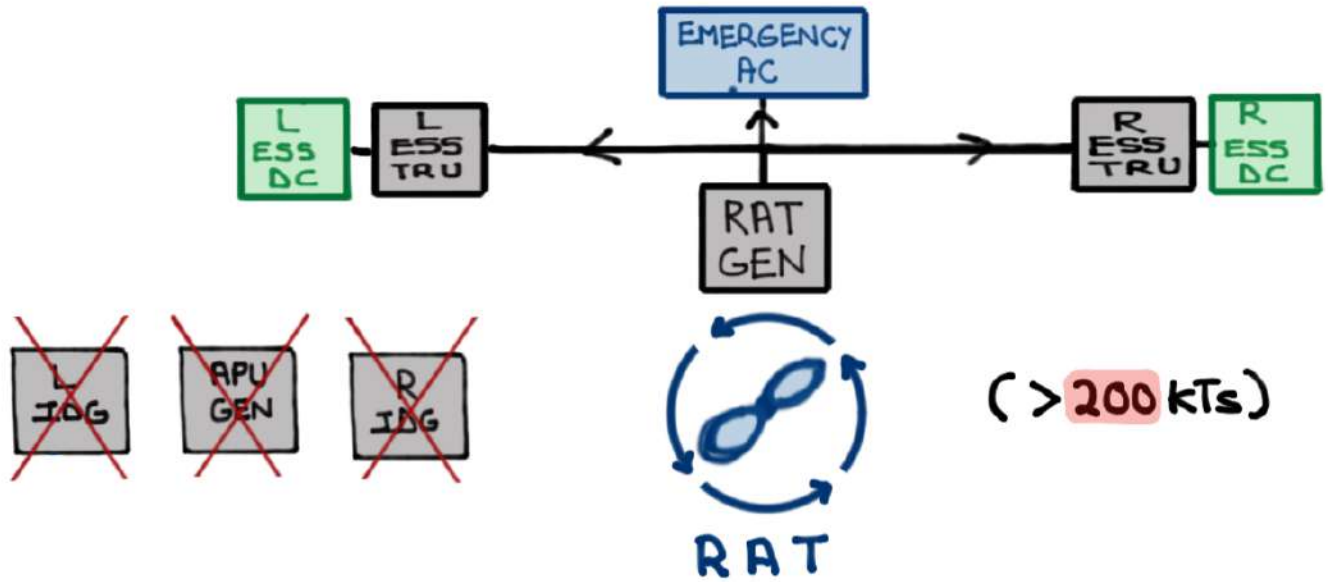 EMERGENCY
AC
L
ESS
DC
L
ESS
TRU
R
ESS
TRU
R
ESS
DC
RAT
GEN
L
IDG
APU
GEN
R
IDG
(> 200 KTs)
RAT